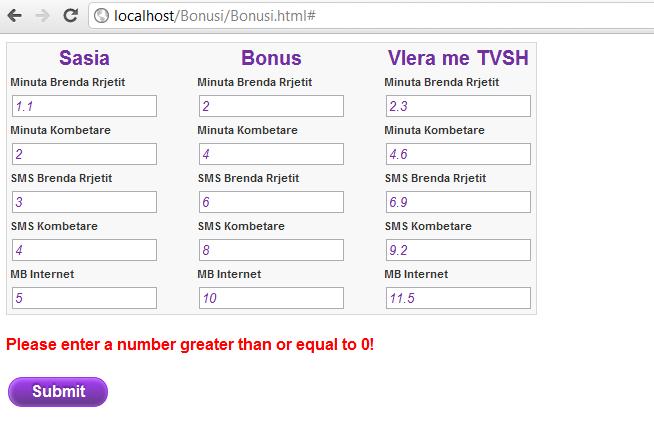 localhost/Bonusi/Bonusi.html#
Sasia Bonus Vlera me TVSH
Minuta Brenda Rrjetit Minuta Brenda Rrjetit Minuta Brenda Rrjetit
1.1 2 2.3
Minuta Kombetare Minuta Kombetare Minuta Kombetare
2 4 4.6
SMS Brenda Rrjetit SMS Brenda Rrjetit SMS Brenda Rrjetit
3 6 6.9
SMS Kombetare SMS Kombetare SMS Kombetare
4 8 9.2
MB Internet MB Internet MB Internet
5 10 11.5
Please enter a number greater than or equal to 0!
Submit